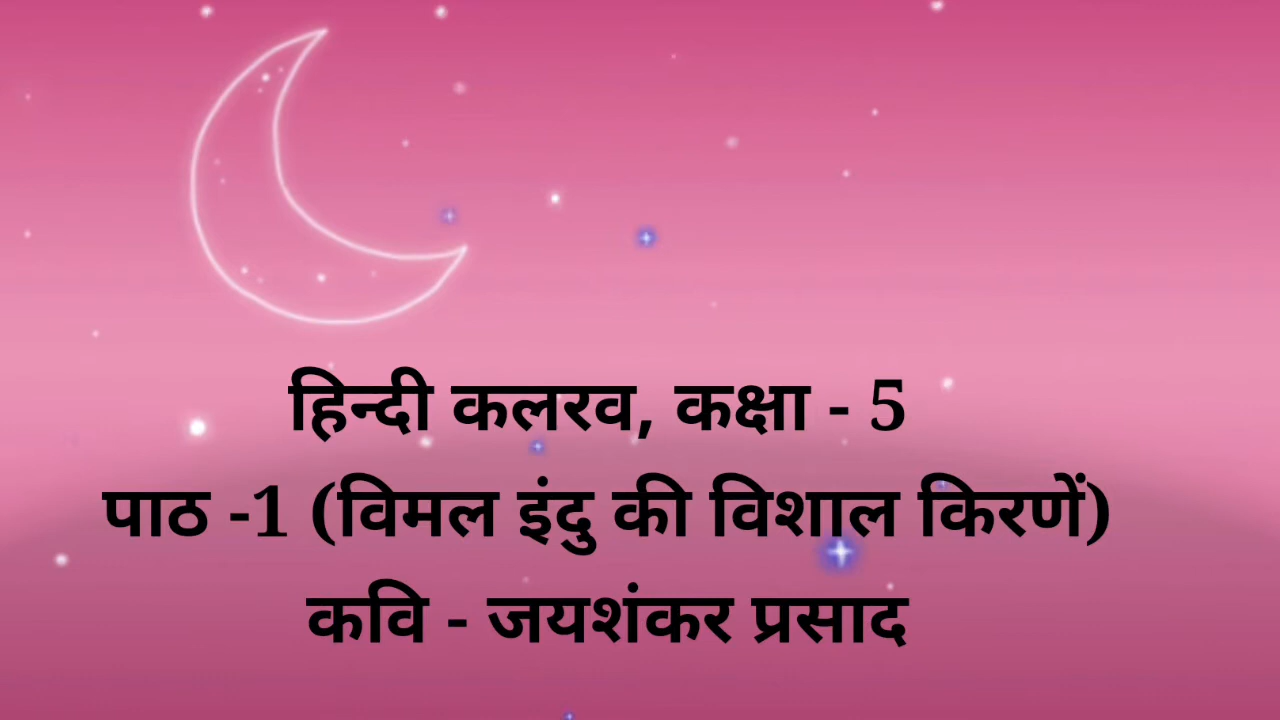 हिन्दी कलरव, कक्षा - 5
पाठ -1 (विमल इंदु की विशाल किरणें)
कवि - जयशंकर प्रसाद